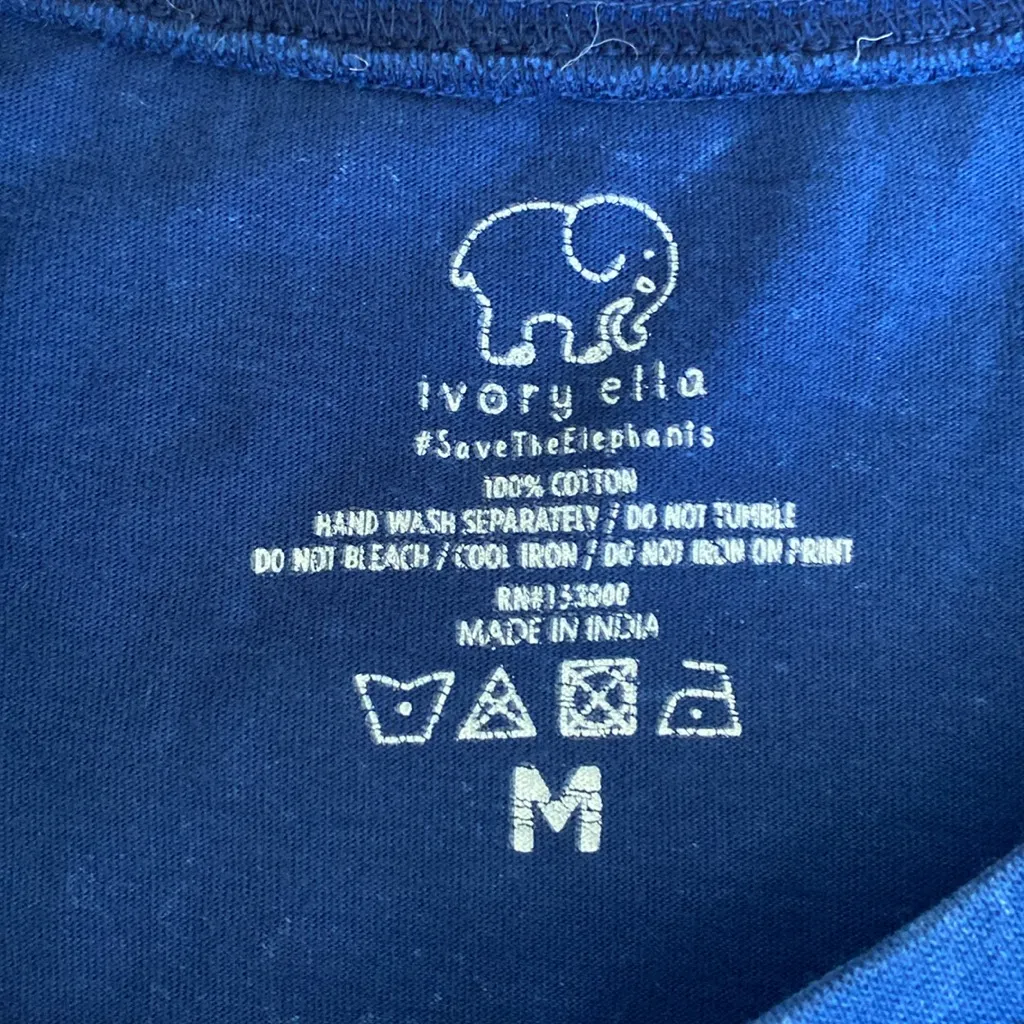 ivory ella
#SaveTheElephants
100% COTTON
HAND WASH SEPARATELY / DO NOT TUMBLE
DO NOT BLEACH / COOL IRON / DO NOT IRON ON PRINT
RN#153000
MADE IN INDIA
M